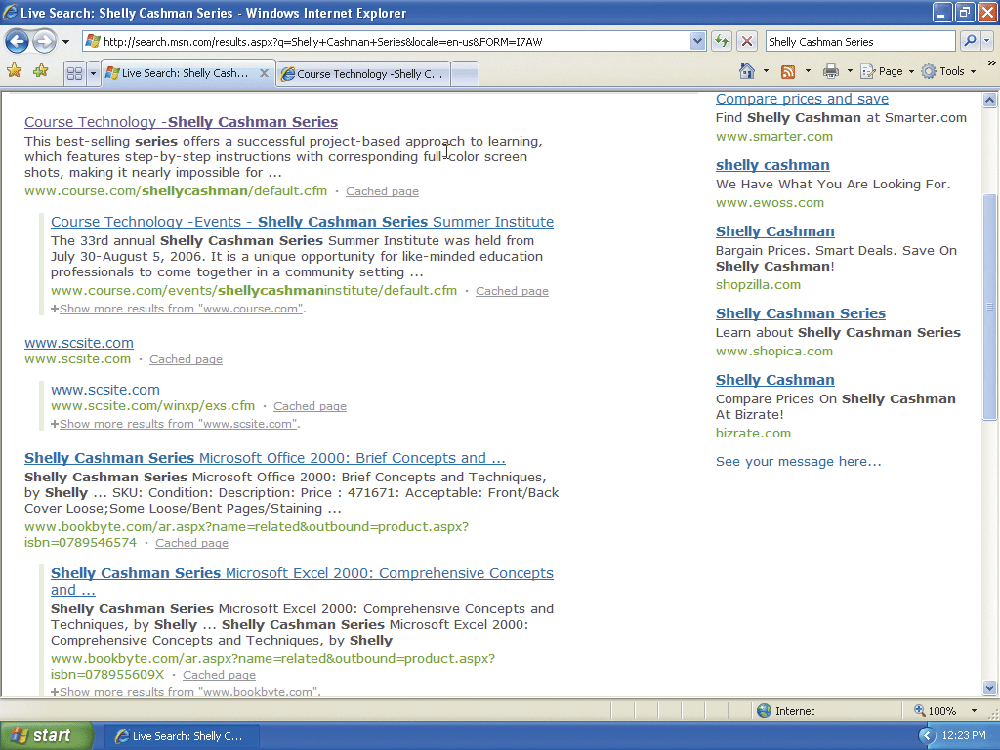 Live Search: Shelly Cashman Series - Windows Internet Explorer
http://search.msn.com/results.aspx?q=Shelly+Cashman+Series&locale=en-us&FORM=I7AW
Shelly Cashman Series
Live Search: Shelly Cash...
Course Technology -Shelly C...
Page
Tools
Course Technology -Shelly Cashman Series
This best-selling series offers a successful project-based approach to learning,
which features step-by-step instructions with corresponding full-color screen
shots, making it nearly impossible for ...
www.course.com/shellycashman/default.cfm · Cached page
Course Technology -Events - Shelly Cashman Series Summer Institute
The 33rd annual Shelly Cashman Series Summer Institute was held from
July 30-August 5, 2006. It is a unique opportunity for like-minded education
professionals to come together in a community setting ...
www.course.com/events/shellycashmaninstitute/default.cfm · Cached page
+Show more results from "www.course.com".
www.scsite.com
www.scsite.com · Cached page
www.scsite.com
www.scsite.com/winxp/exs.cfm · Cached page
+Show more results from "www.scsite.com".
Shelly Cashman Series Microsoft Office 2000: Brief Concepts and ...
Shelly Cashman Series Microsoft Office 2000: Brief Concepts and Techniques,
by Shelly ... SKU: Condition: Description: Price : 471671: Acceptable: Front/Back
Cover Loose;Some Loose/Bent Pages/Staining ...
www.bookbyte.com/ar.aspx?name=related&outbound=product.aspx?
isbn=0789546574 · Cached page
Shelly Cashman Series Microsoft Excel 2000: Comprehensive Concepts
and ...
Shelly Cashman Series Microsoft Excel 2000: Comprehensive Concepts and
Techniques, by Shelly ... Shelly Cashman Series Microsoft Excel 2000:
Comprehensive Concepts and Techniques, by Shelly
www.bookbyte.com/ar.aspx?name=related&outbound=product.aspx?
isbn=078955609X · Cached page
+Show more results from "www.bookbyte.com".
Compare prices and save
Find Shelly Cashman at Smarter.com
www.smarter.com
shelly cashman
We Have What You Are Looking For.
www.ewoss.com
Shelly Cashman
Bargain Prices. Smart Deals. Save On
Shelly Cashman!
shopzilla.com
Shelly Cashman Series
Learn about Shelly Cashman Series
www.shopica.com
Shelly Cashman
Compare Prices On Shelly Cashman
At Bizrate!
bizrate.com
See your message here...
Internet
100%
start
Live Search: Shelly C...
12:23 PM